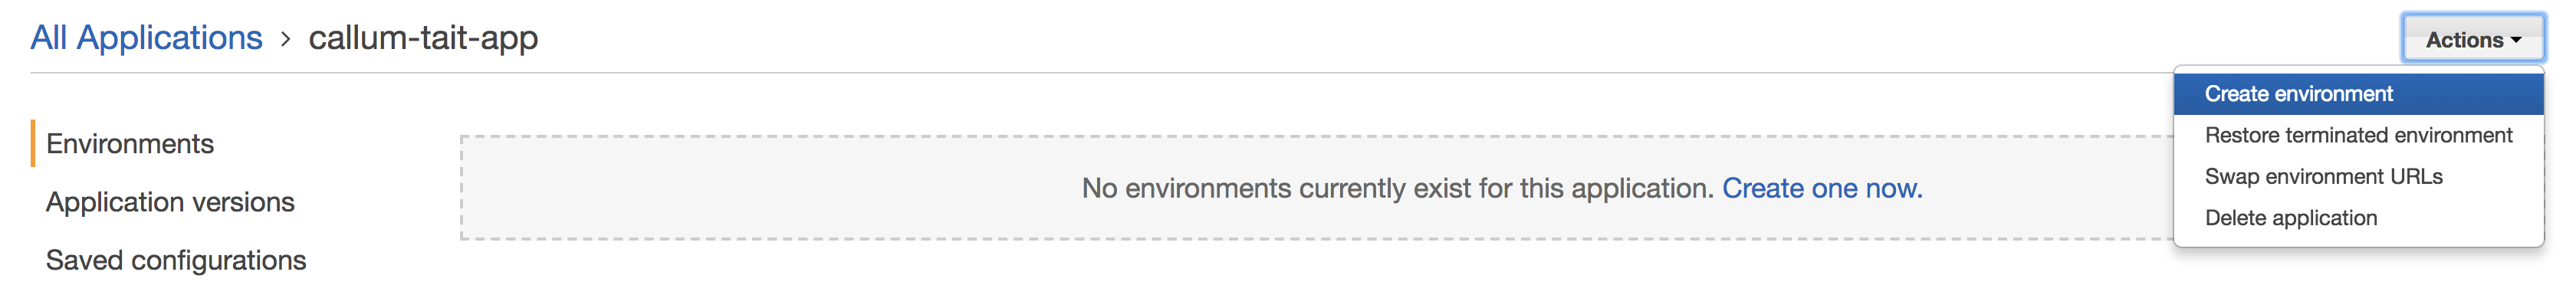 All Applications › callum-tait-app
Actions
Create environment
Restore terminated environment
Swap environment URLs
Delete application
Environments
Application versions
Saved configurations
No environments currently exist for this application. Create one now.